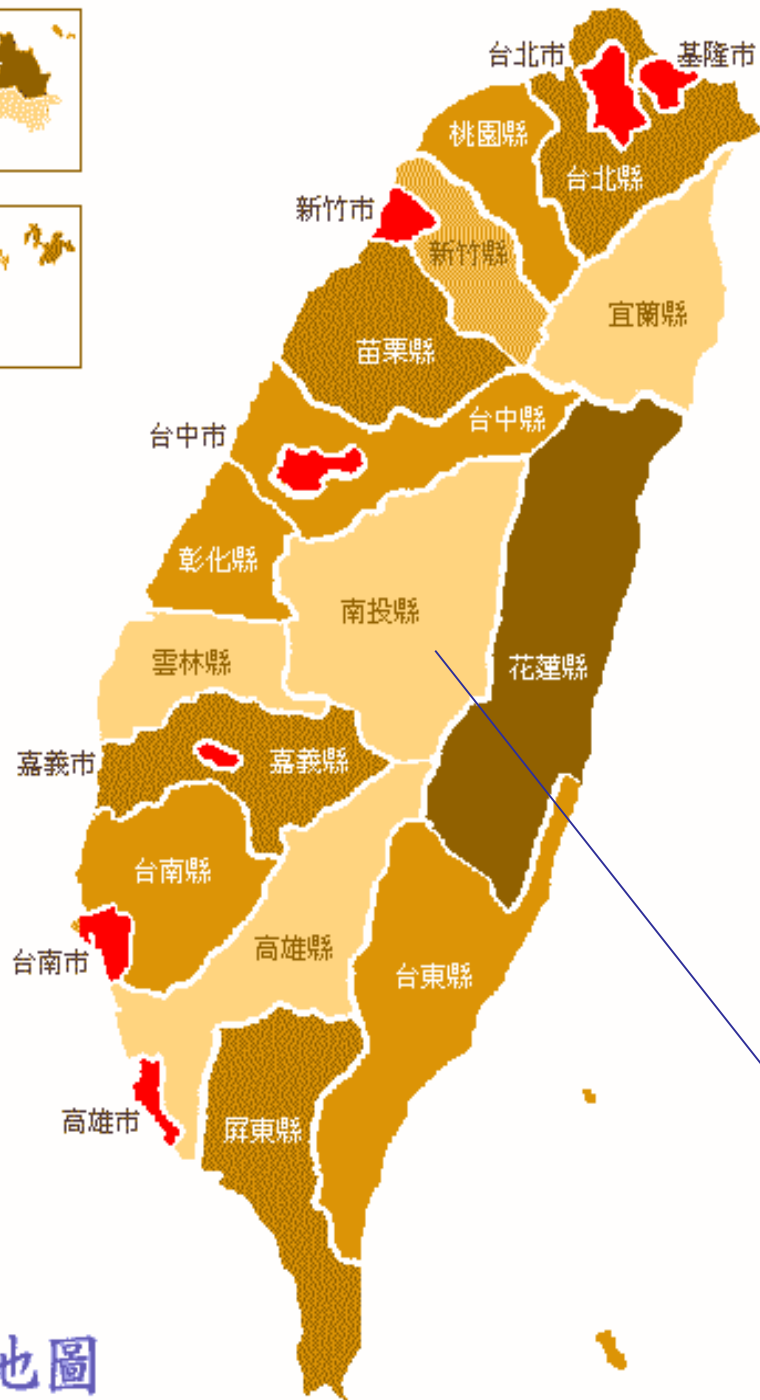 台北市
基隆市
桃園縣
台北縣
新竹市
新竹縣
宜蘭縣
苗栗縣
台中縣
台中市
彰化縣
南投縣
雲林縣
花蓮縣
嘉義市
嘉義縣
台南縣
高雄縣
台南市
台東縣
高雄市
屏東縣
地圖